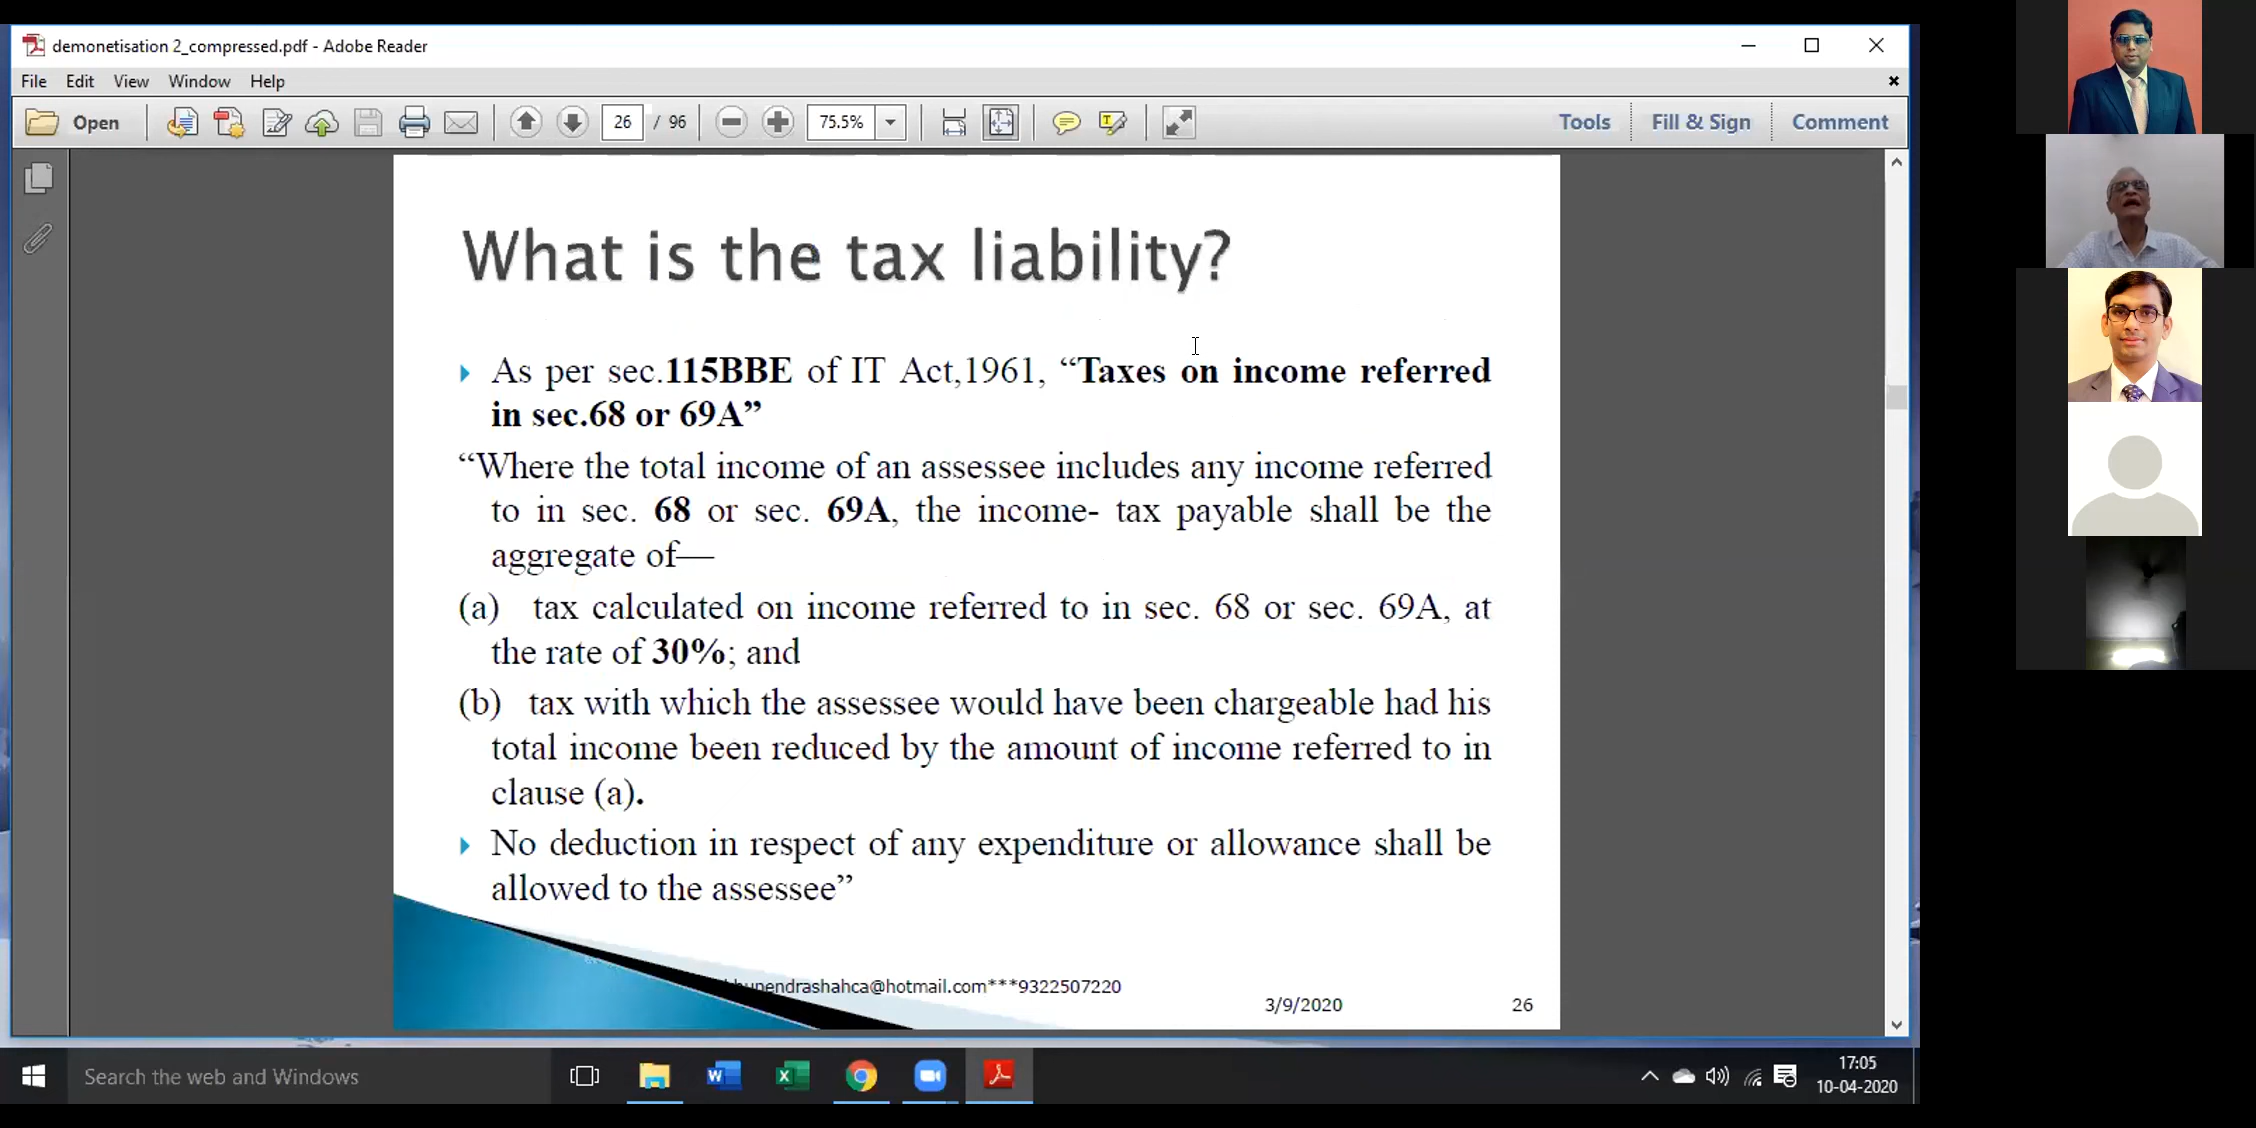 demonetisation 2_compressed.pdf - Adobe Reader
File Edit View Window Help
Open 26 / 96 75.5% Tools Fill & Sign Comment
What is the tax liability?
As per sec.115BBE of IT Act,1961, “Taxes on income referred
in sec.68 or 69A”
“Where the total income of an assessee includes any income referred
to in sec. 68 or sec. 69A, the income- tax payable shall be the
aggregate of—
(a) tax calculated on income referred to in sec. 68 or sec. 69A, at
the rate of 30%; and
(b) tax with which the assessee would have been chargeable had his
total income been reduced by the amount of income referred to in
clause (a).
No deduction in respect of any expenditure or allowance shall be
allowed to the assessee”
hupendrashahca@hotmail.com***9322507220
3/9/2020 26
Search the web and Windows
17:05
10-04-2020